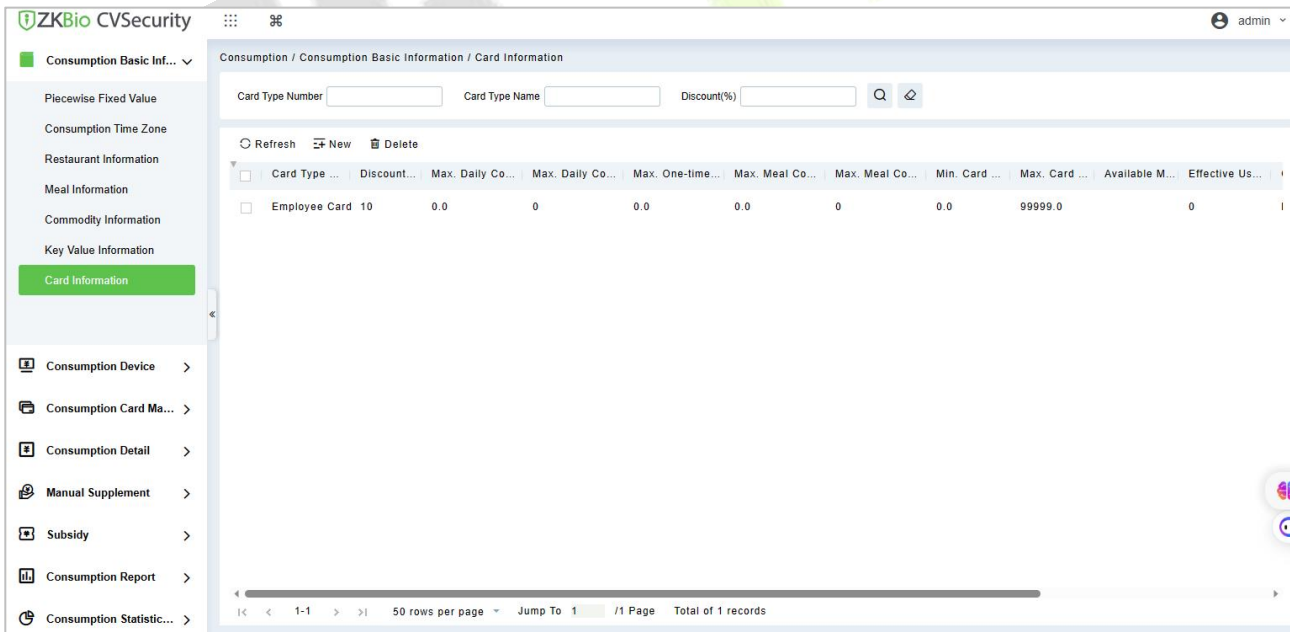 ZKBio CVSecurity
admin
Consumption Basic Inf...
Consumption / Consumption Basic Information / Card Information
Piecewise Fixed Value
Consumption Time Zone
Restaurant Information
Meal Information
Commodity Information
Key Value Information
Card Information
Consumption Device
Consumption Card Ma...
Consumption Detail
Manual Supplement
Subsidy
Consumption Report
Consumption Statistic...
Card Type Number Card Type Name Discount(%)
Refresh New Delete
Card Type ... Discount... Max. Daily Co... Max. Daily Co... Max. One-time... Max. Meal Co... Max. Meal Co... Min. Card ... Max. Card ... Available M... Effective Us...
Employee Card 10 0.0 0 0.0 0.0 0 0.0 99999.0 0
1-1 50 rows per page Jump To 1 /1 Page Total of 1 records